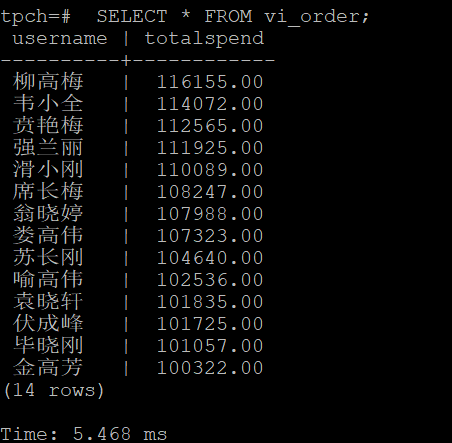 tpch=#  SELECT * FROM vi_order;
 username | totalspend
----------+------------
 柳高梅   |  116155.00
 韦小全   |  114072.00
 贲艳梅   |  112565.00
 强兰丽   |  111925.00
 滑小刚   |  110089.00
 席长梅   |  108247.00
 翁晓婷   |  107988.00
 娄高伟   |  107323.00
 苏长刚   |  104640.00
 喻高伟   |  102536.00
 袁晓轩   |  101835.00
 伏成峰   |  101725.00
 毕晓刚   |  101057.00
 金高芳   |  100322.00
(14 rows)

Time: 5.468 ms